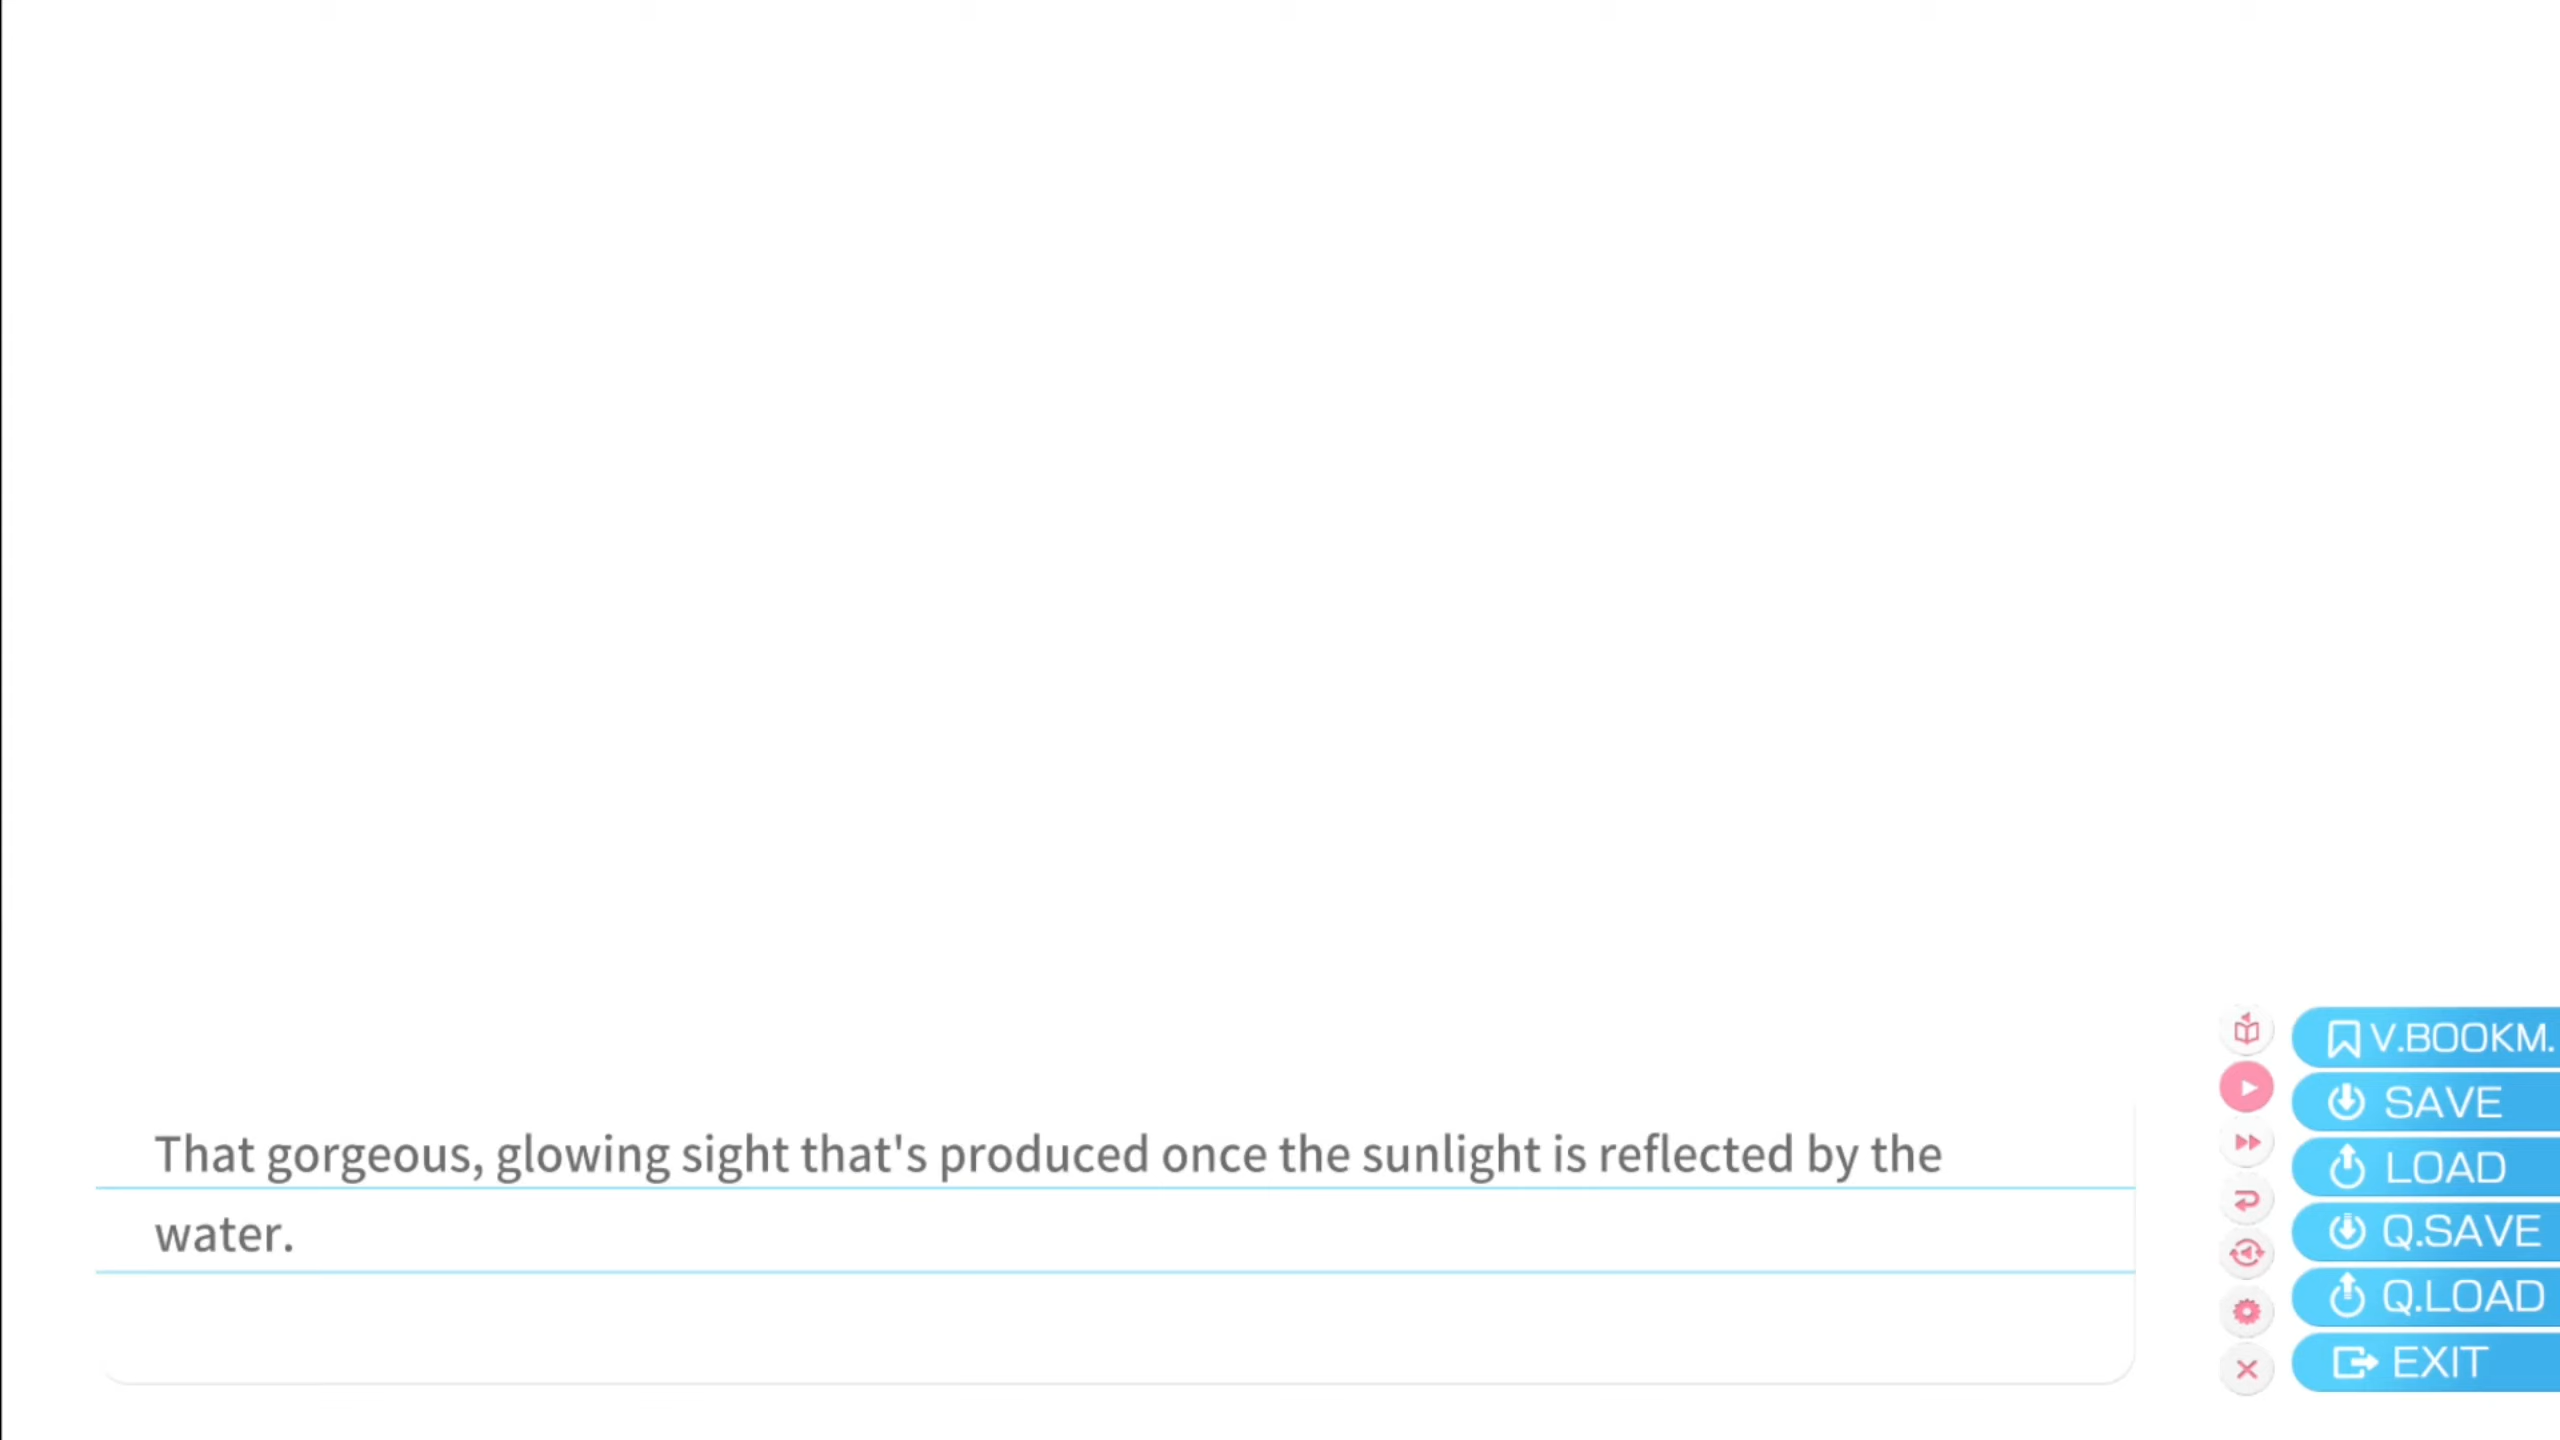 That gorgeous, glowing sight that's produced once the sunlight is reflected by the
water.
V.BOOKM.
SAVE
LOAD
Q.SAVE
Q.LOAD
EXIT